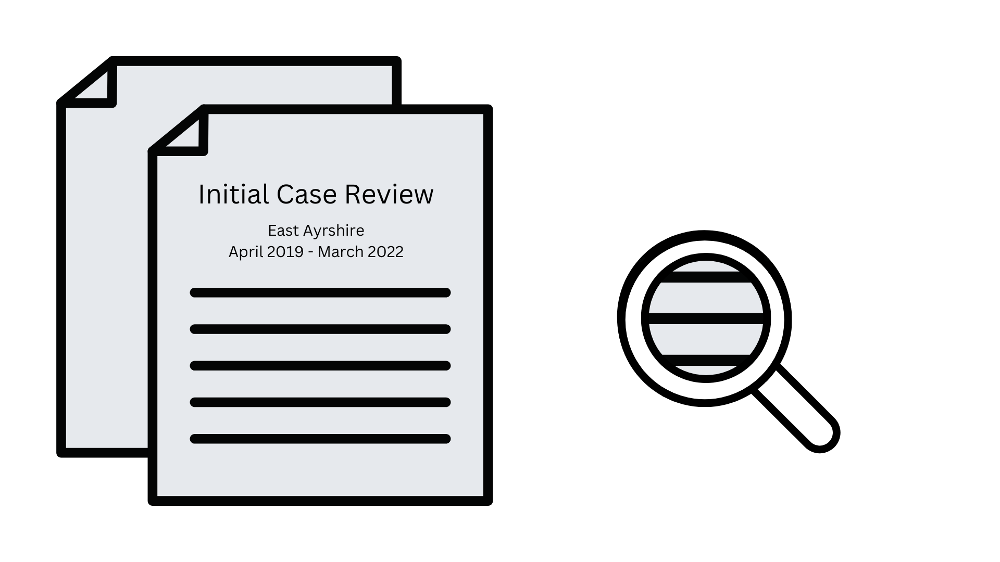 Initial Case Review
East Ayrshire
April 2019 - March 2022